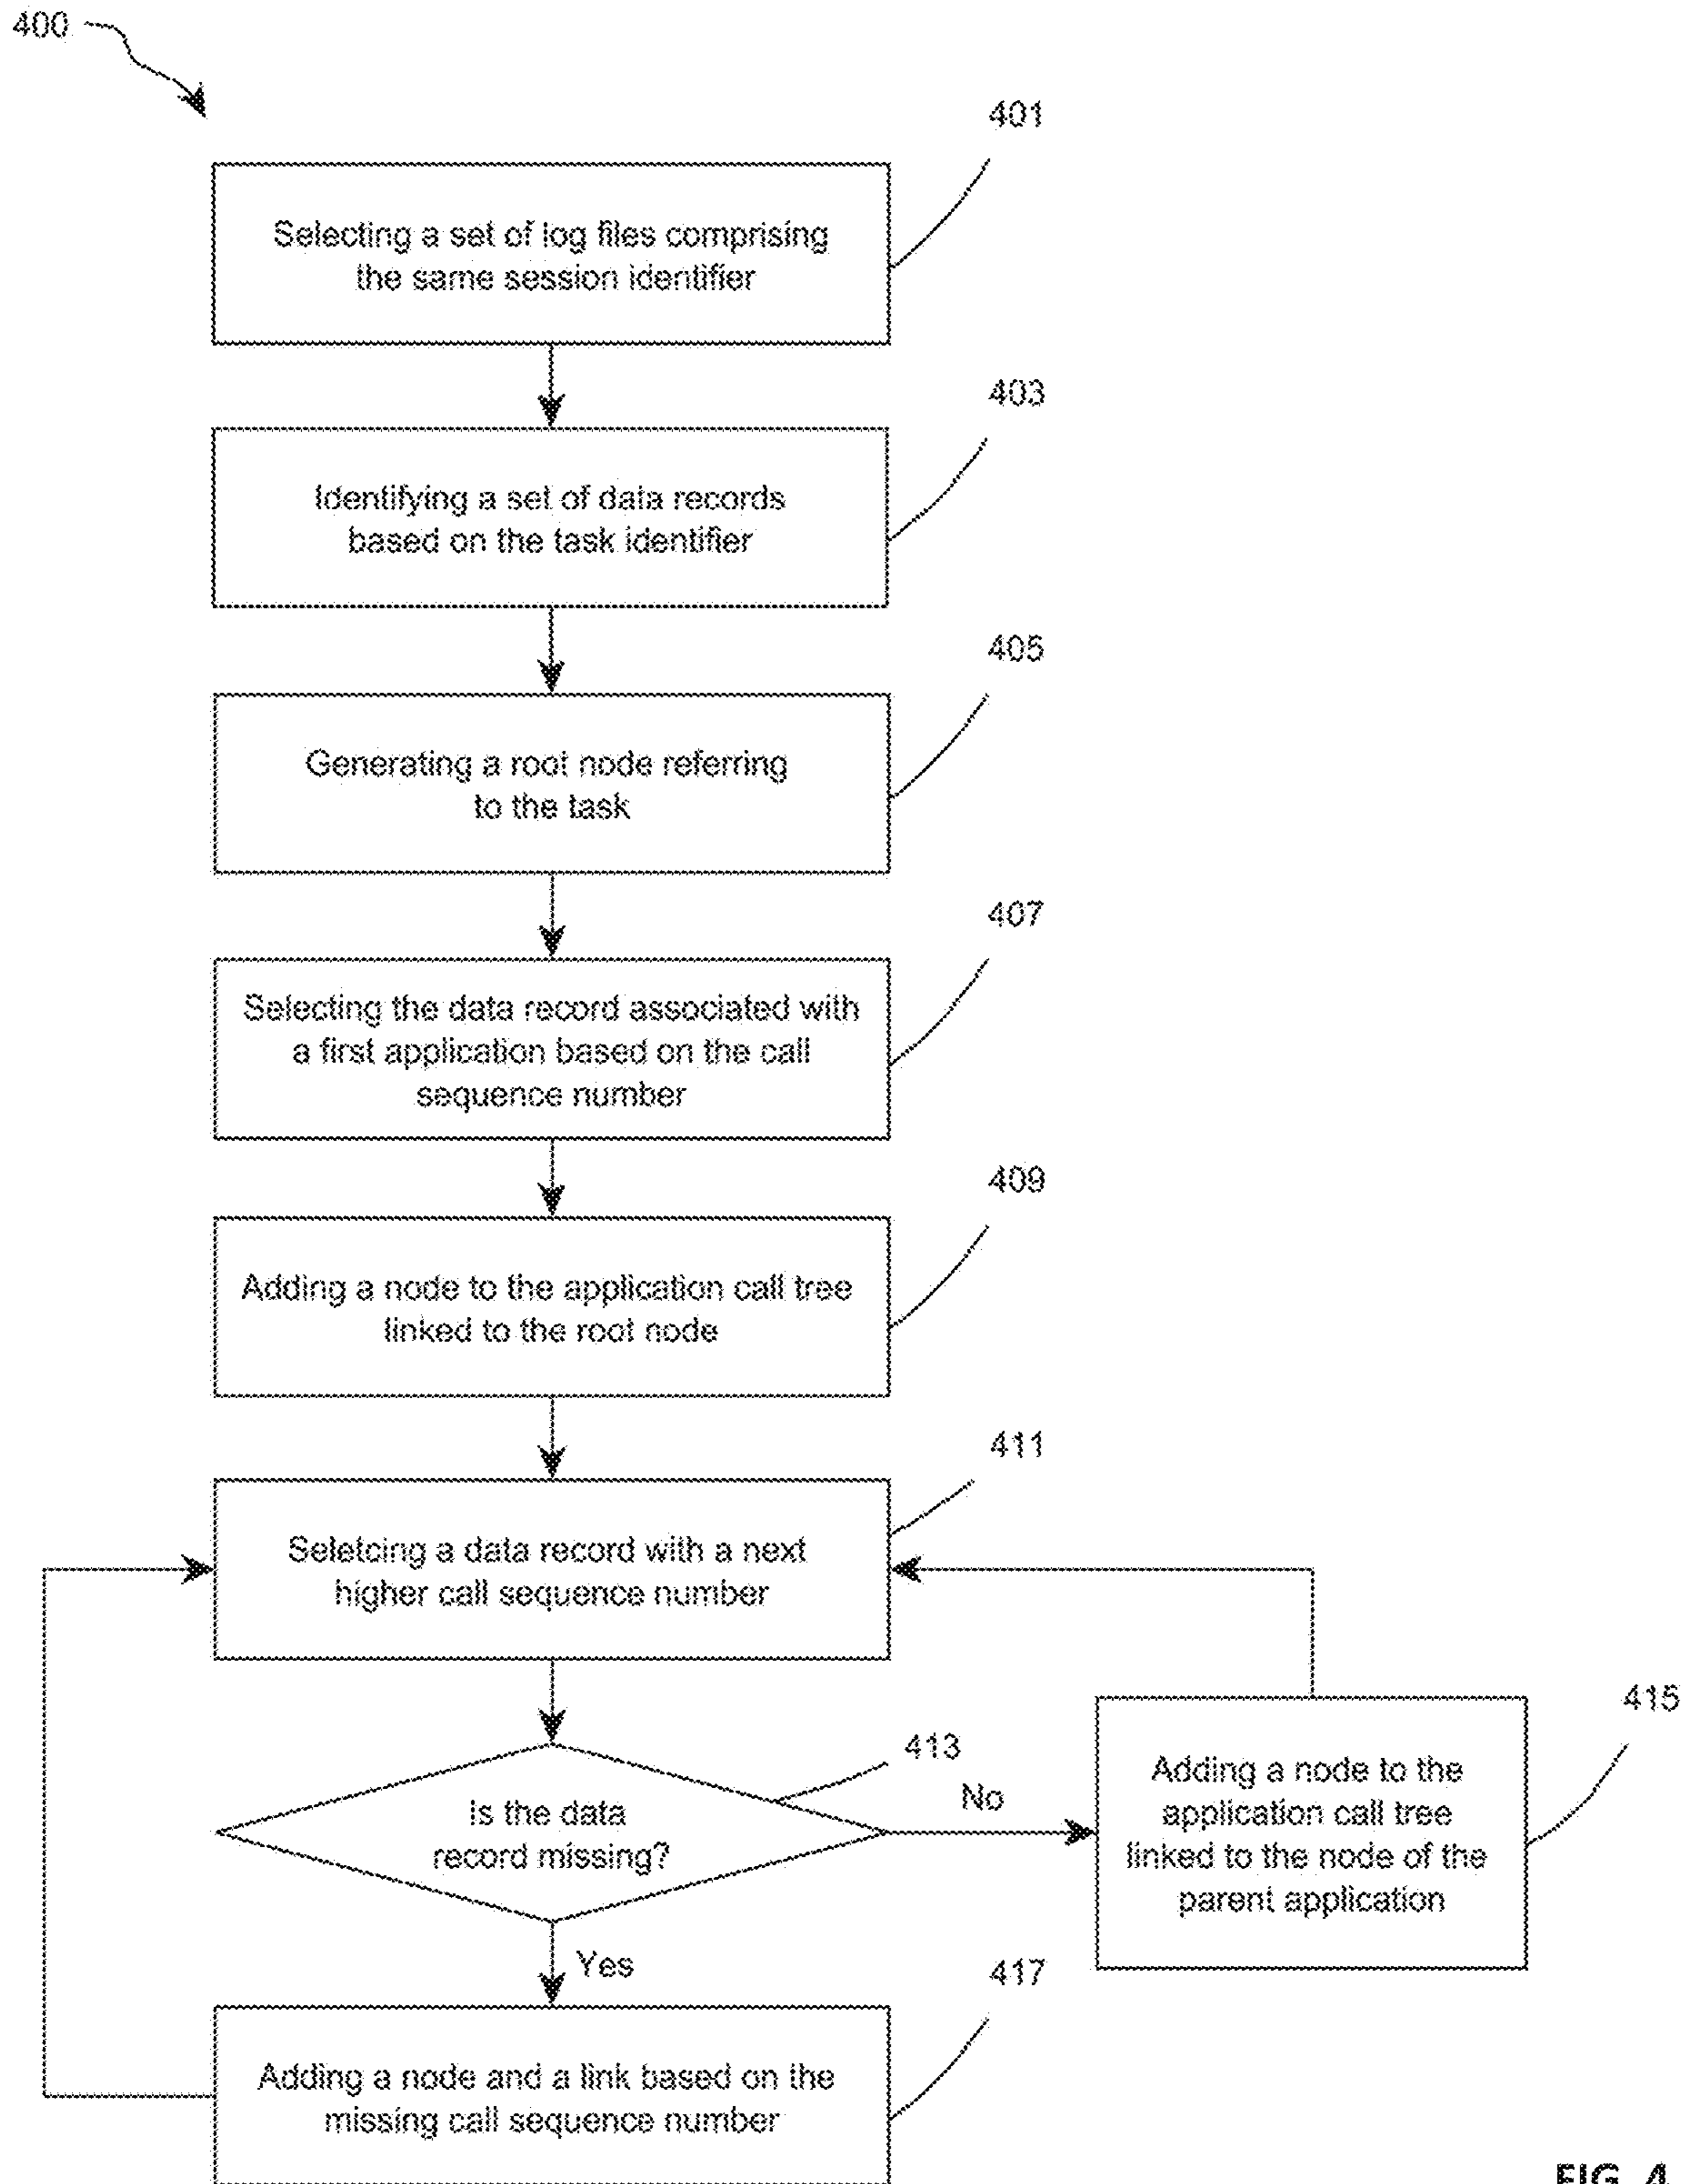 400
401
Selecting a set of log files comprising
the same session identifier
403
Identifying a set of data records
based on the task identifier
405
Generating a root node referring
to the task
407
Selecting the data record associated with
a first application based on the call
sequence number
409
Adding a node to the application call tree
linked to the root node
411
Seletcing a data record with a next
higher call sequence number
413
Is the data
record missing?
No
415
Adding a node to the
application call tree
linked to the node of the
parent application
Yes
417
Adding a node and a link based on the
missing call sequence number
FIG. 4